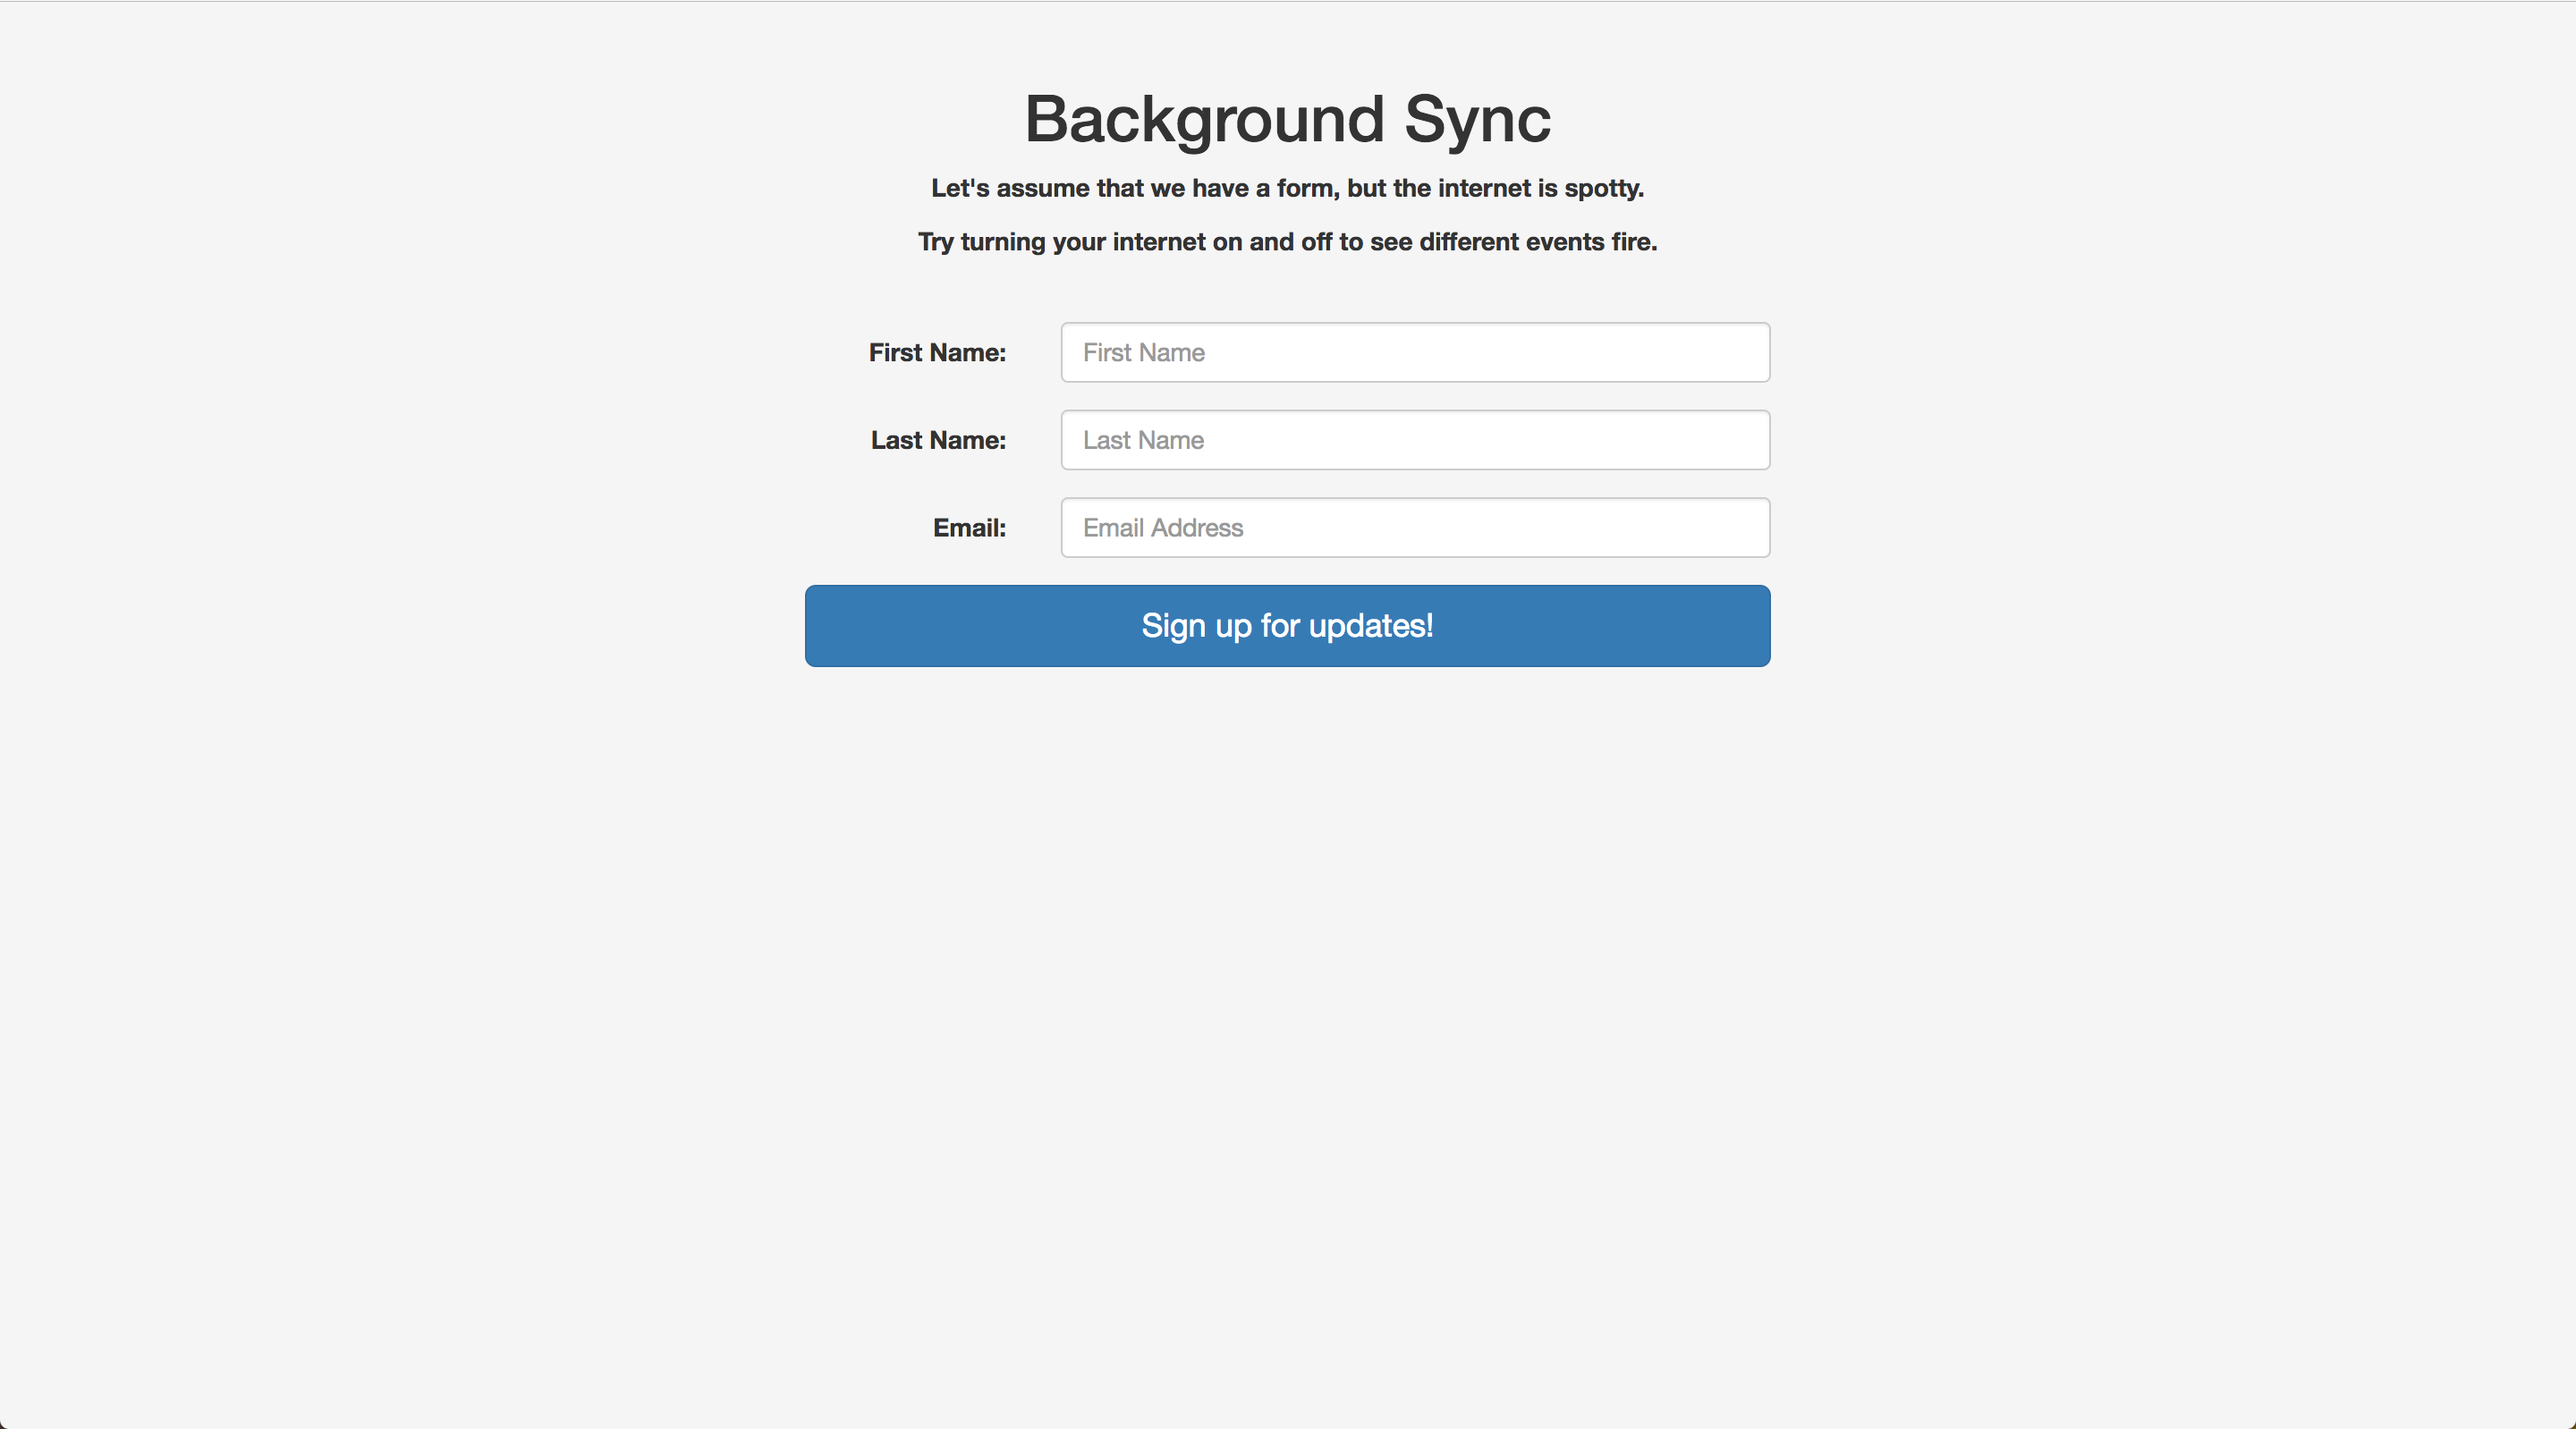 Background Sync
Let's assume that we have a form, but the internet is spotty.
Try turning your internet on and off to see different events fire.
First Name: First Name
Last Name: Last Name
Email: Email Address
Sign up for updates!